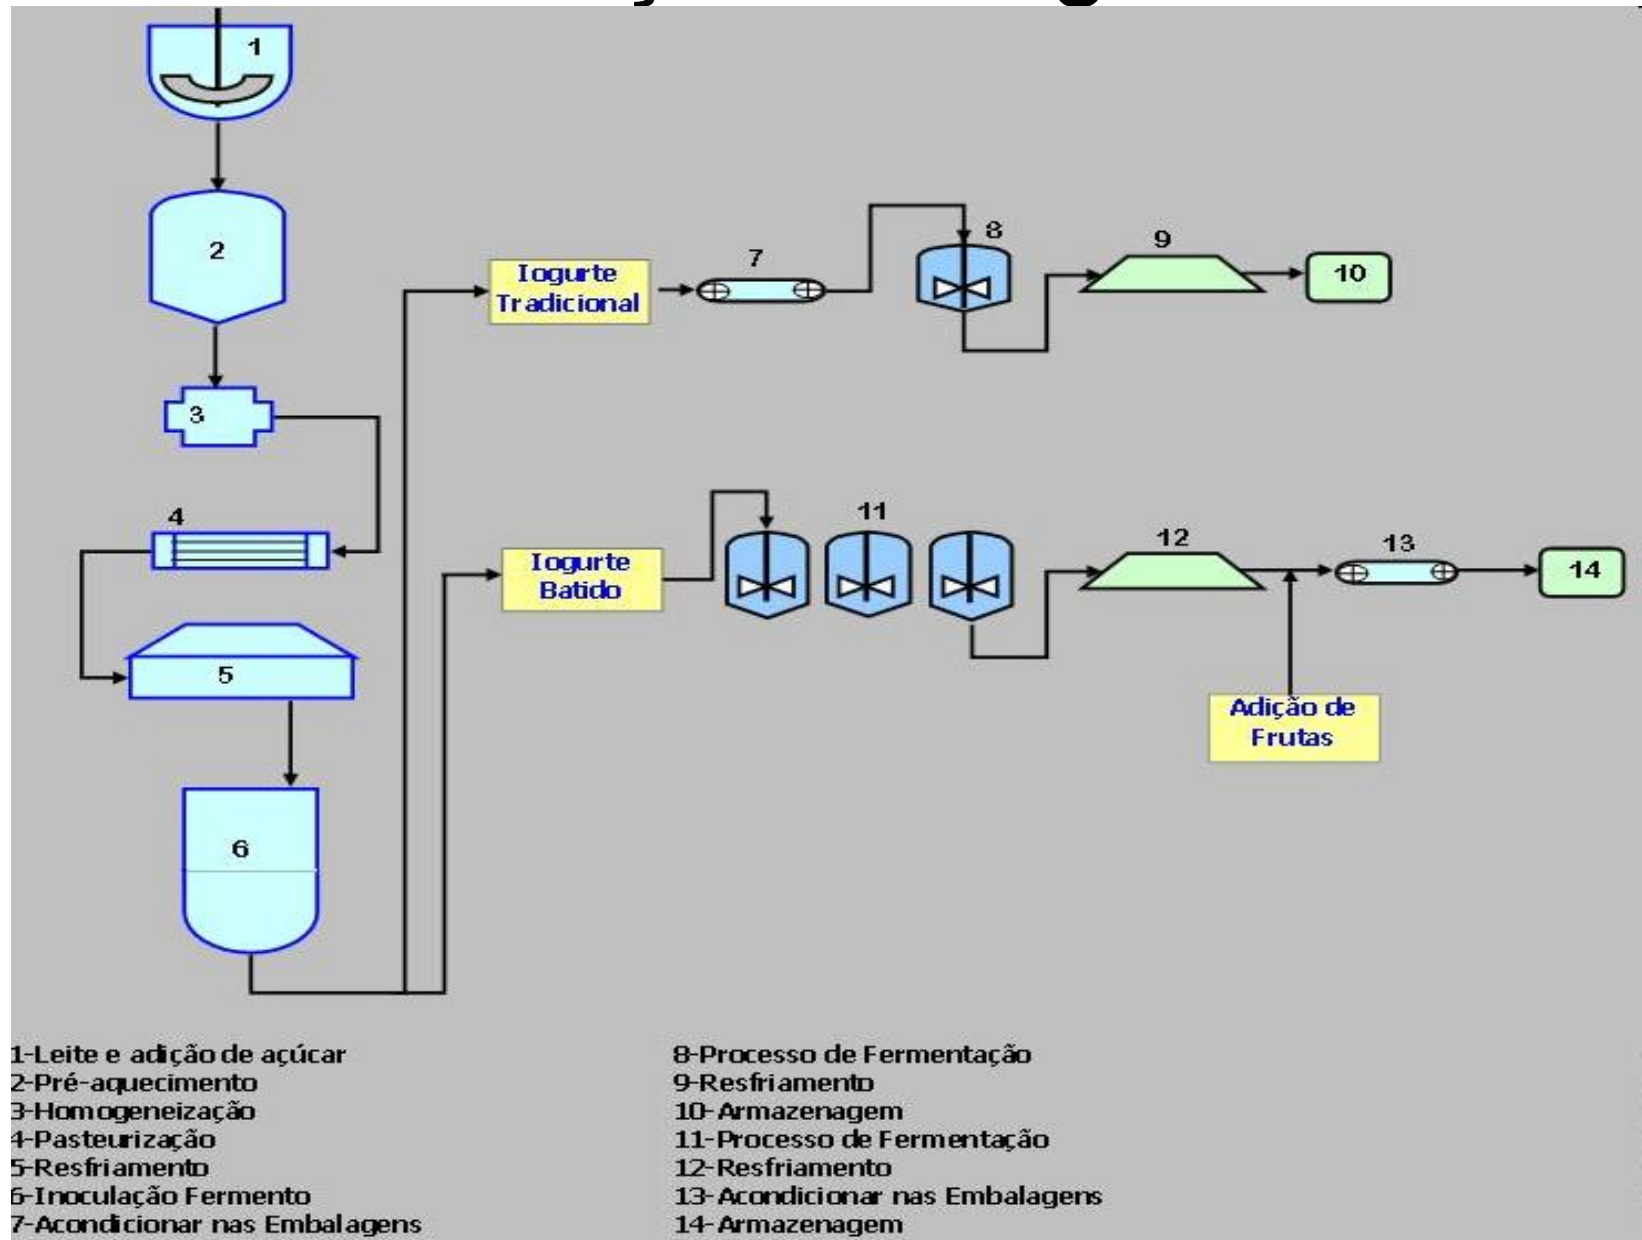 1
2
3
4
5
6
Iogurte
Tradicional
7
8
9
10
Iogurte
Batido
11
12
13
14
Adição de
Frutas
1-Leite e adição de açúcar
2-Pré-aquecimento
3-Homogeneização
4-Pasteurização
5-Resfriamento
6-Inoculação Fermento
7-Acondicionar nas Embalagens
8-Processo de Fermentação
9-Resfriamento
10-Armazenagem
11-Processo de Fermentação
12-Resfriamento
13-Acondicionar nas Embalagens
14-Armazenagem